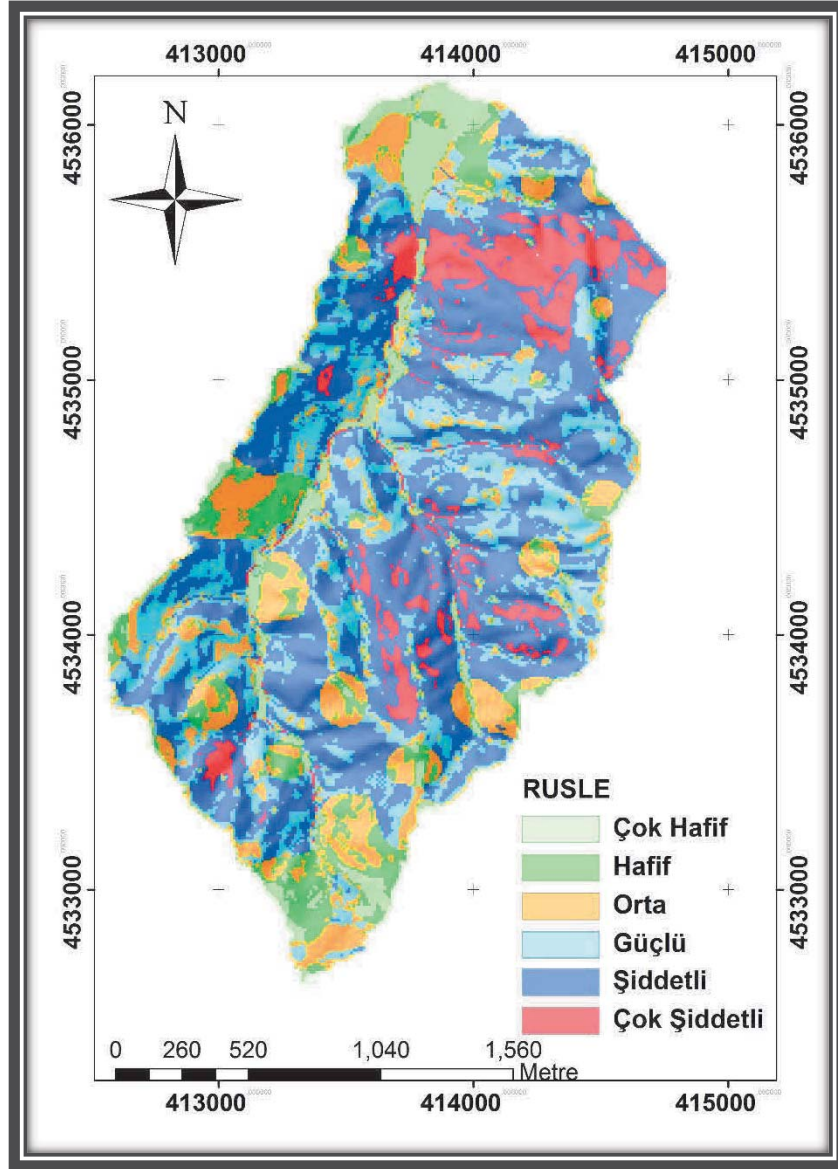 413000 414000 415000
N
4536000 4536000
4535000 4535000
4534000 4534000
4533000 4533000
RUSLE
Çok Hafif
Hafif
Orta
Güçlü
Şiddetli
Çok Şiddetli
0 260 520 1,040 1,560
Metre
413000 414000 415000